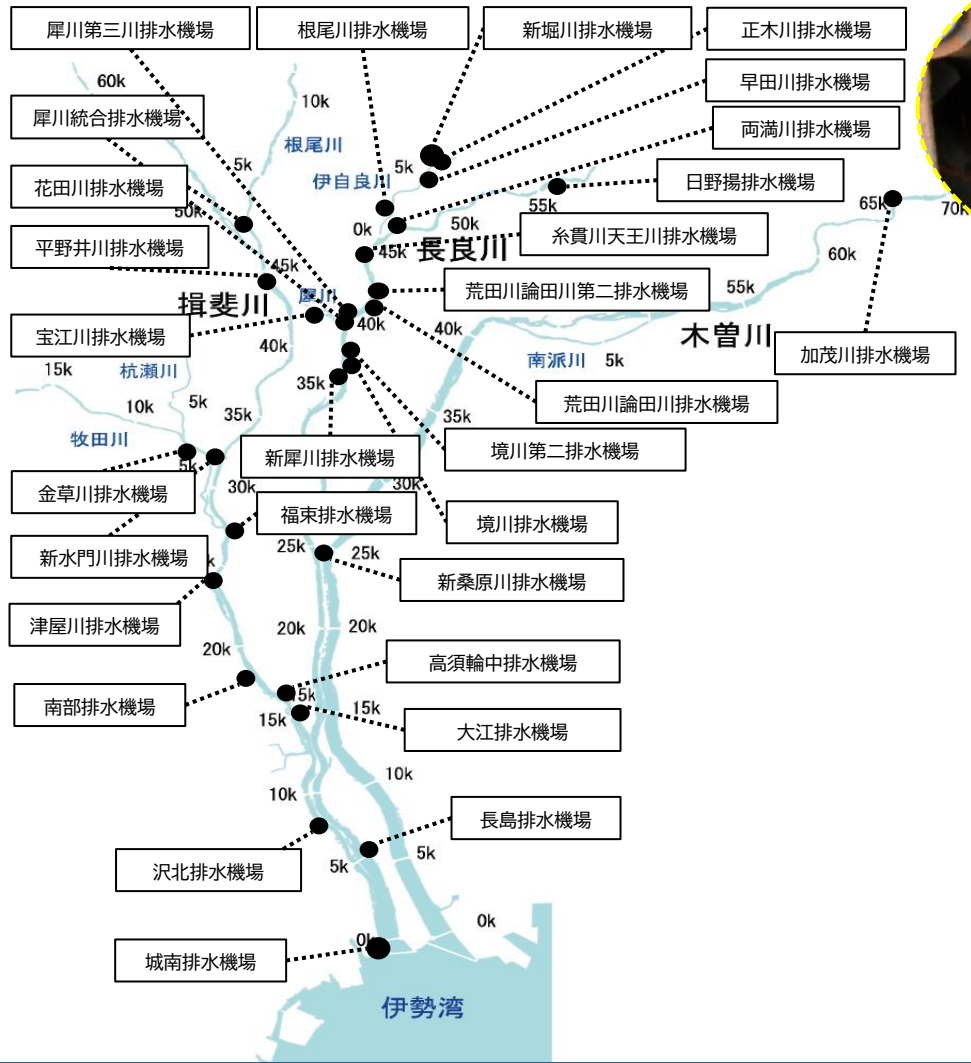 犀川第三川排水機場
根尾川排水機場
新堀川排水機場
正木川排水機場
60k
10k
早田川排水機場
犀川統合排水機場
根尾川
両満川排水機場
5k
5k
伊自良川
花田川排水機場
日野揚排水機場
50k
55k
65k
70k
0k
50k
糸貫川天王川排水機場
平野井川排水機場
45k
45k
長良川
60k
揖斐川
荒田川論田川第二排水機場
55k
宝江川排水機場
40k
40k
木曽川
加茂川排水機場
40k
南派川
5k
15k
杭瀬川
35k
10k
5k
35k
35k
荒田川論田川排水機場
牧田川
新犀川排水機場
境川第二排水機場
5k
金草川排水機場
30k
30k
福束排水機場
境川排水機場
新水門川排水機場
25k
25k
k
新桑原川排水機場
津屋川排水機場
20k
20k
20k
高須輪中排水機場
南部排水機場
15k
15k
15k
大江排水機場
10k
10k
長島排水機場
沢北排水機場
5k
5k
0k
0k
城南排水機場
伊勢湾